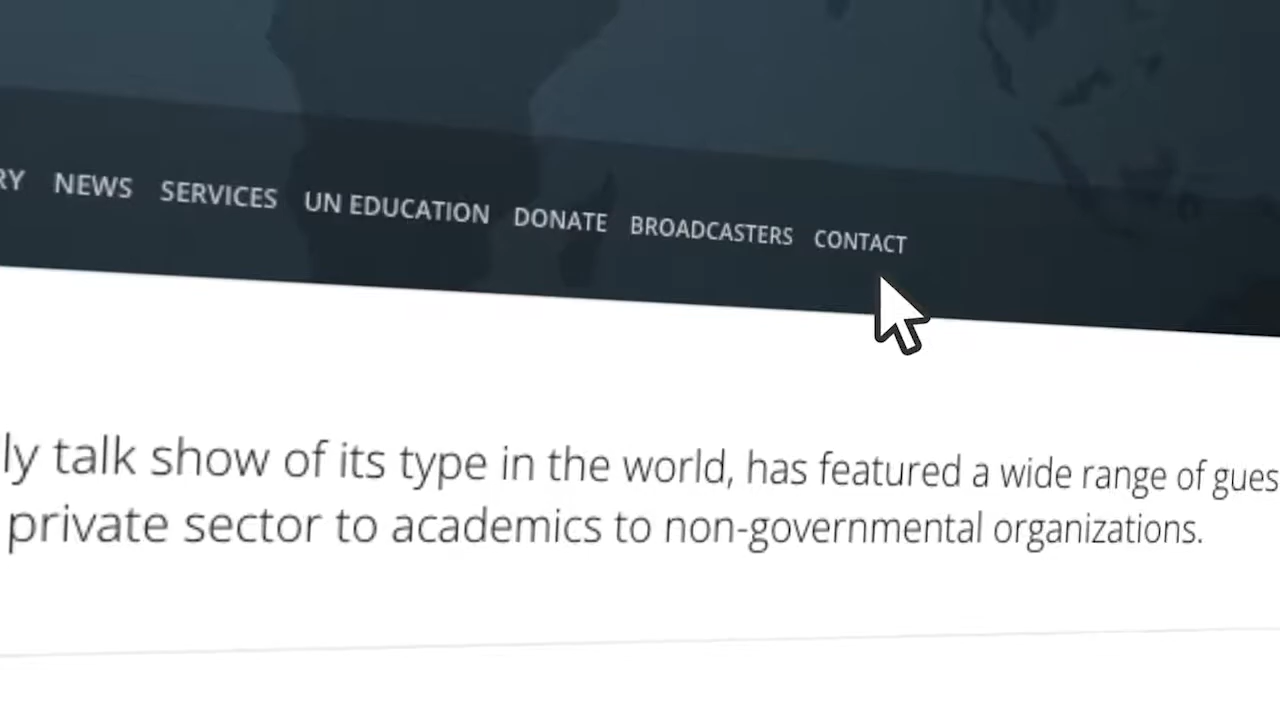 RY NEWS SERVICES UN EDUCATION DONATE BROADCASTERS CONTACT
ly talk show of its type in the world, has featured a wide range of gues
private sector to academics to non-governmental organizations.